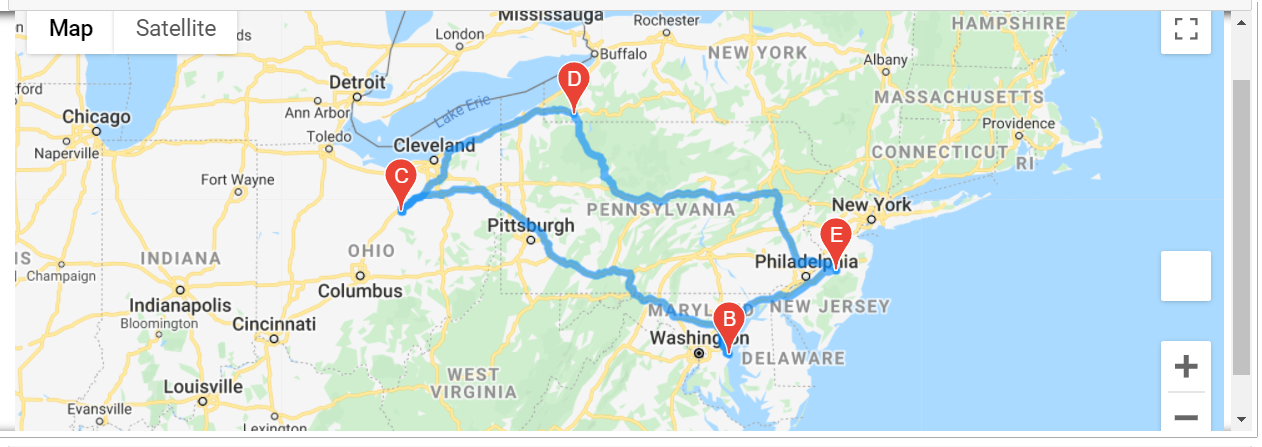 Mississauga
Rochester
HAMPSHIRE
Map
Satellite
ds
London
Buffalo
NEW YORK
Albany
D
Detroit
ford
Ann Arbor
Lake Erie
MASSACHUSETTS
Chicago
Toledo
Providence
Naperville
Cleveland
CONNECTICUT
RI
C
Fort Wayne
New York
PENNSYLVANIA
Pittsburgh
E
OHIO
IS
INDIANA
Philadelphia
Champaign
Columbus
Indianapolis
MARYLAND
NEW JERSEY
Bloomington
Cincinnati
B
Washington
DELAWARE
WEST
VIRGINIA
Louisville
Evansville
Lexington
+
−